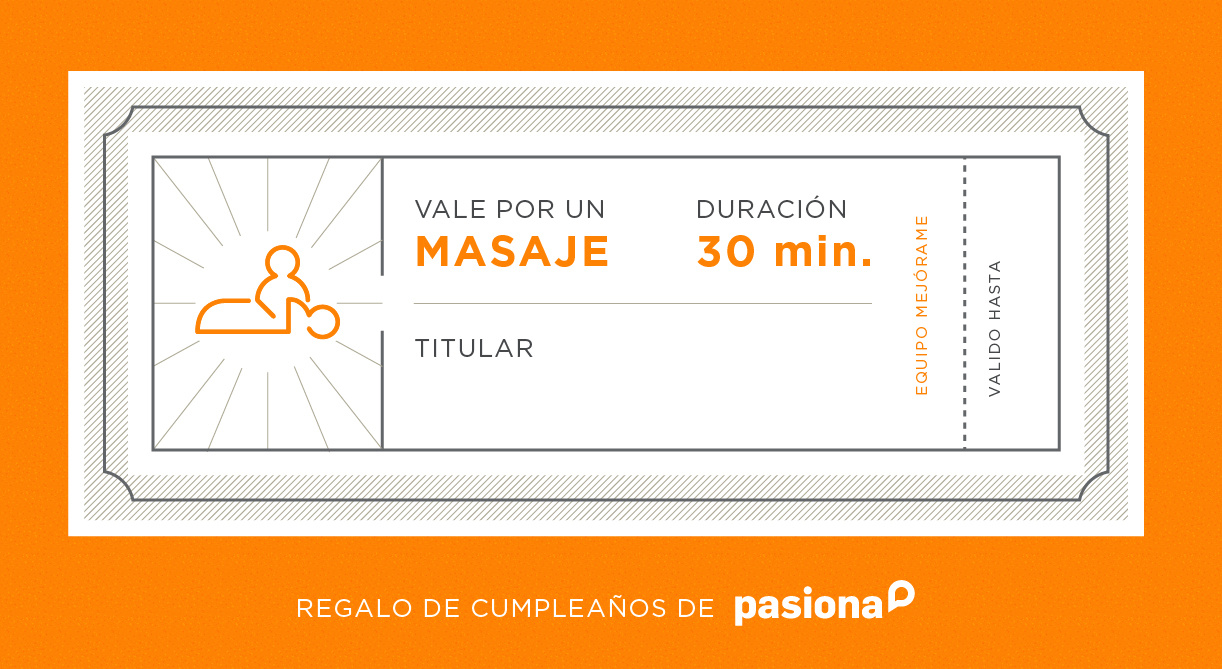 VALE POR UN
MASAJE
DURACIÓN
30 min.
TITULAR
EQUIPO MEJÓRAME
VALIDO HASTA
REGALO DE CUMPLEAÑOS DE pasiona